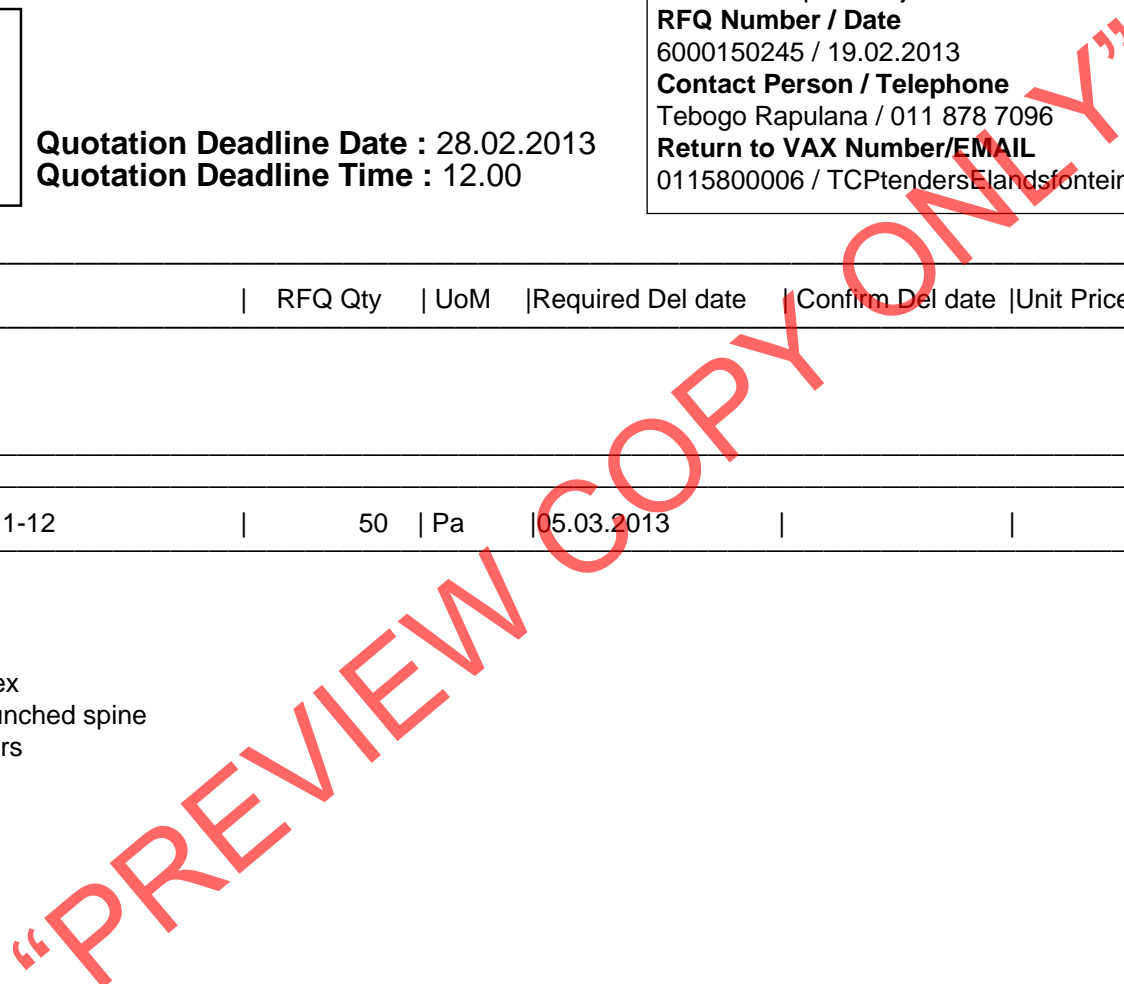 RFQ Number / Date
6000150245 / 19.02.2013
Contact Person / Telephone
Tebogo Rapulana / 011 878 7096
Return to VAX Number/EMAIL
0115800006 / TCPtendersElandsfontein
Quotation Deadline Date : 28.02.2013
Quotation Deadline Time : 12.00
| RFQ Qty | UoM |Required Del date | Confirm Del date |Unit Price
1-12 | 50 | Pa |05.03.2013 | |
ex
unched spine
rs
“PREVIEW COPY ONLY”